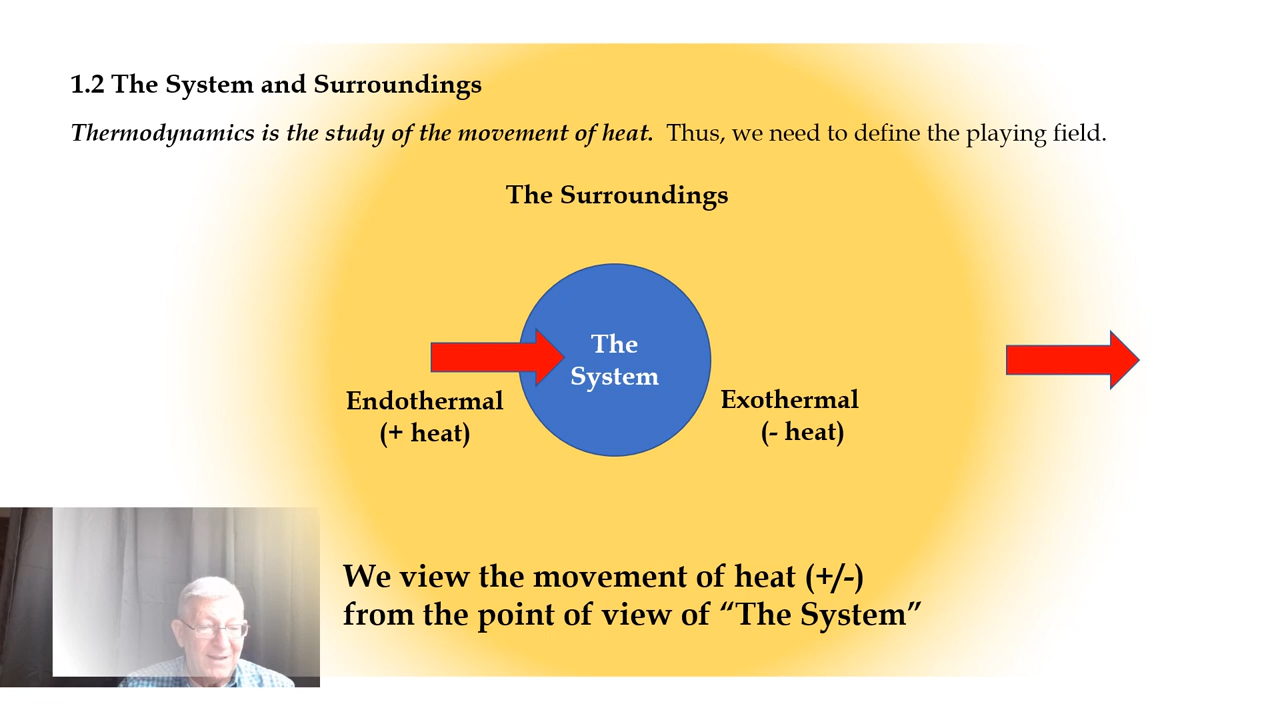 1.2 The System and Surroundings
Thermodynamics is the study of the movement of heat. Thus, we need to define the playing field.
The Surroundings
The
System
Endothermal
(+ heat)
Exothermal
(- heat)
We view the movement of heat (+/-)
from the point of view of “The System”